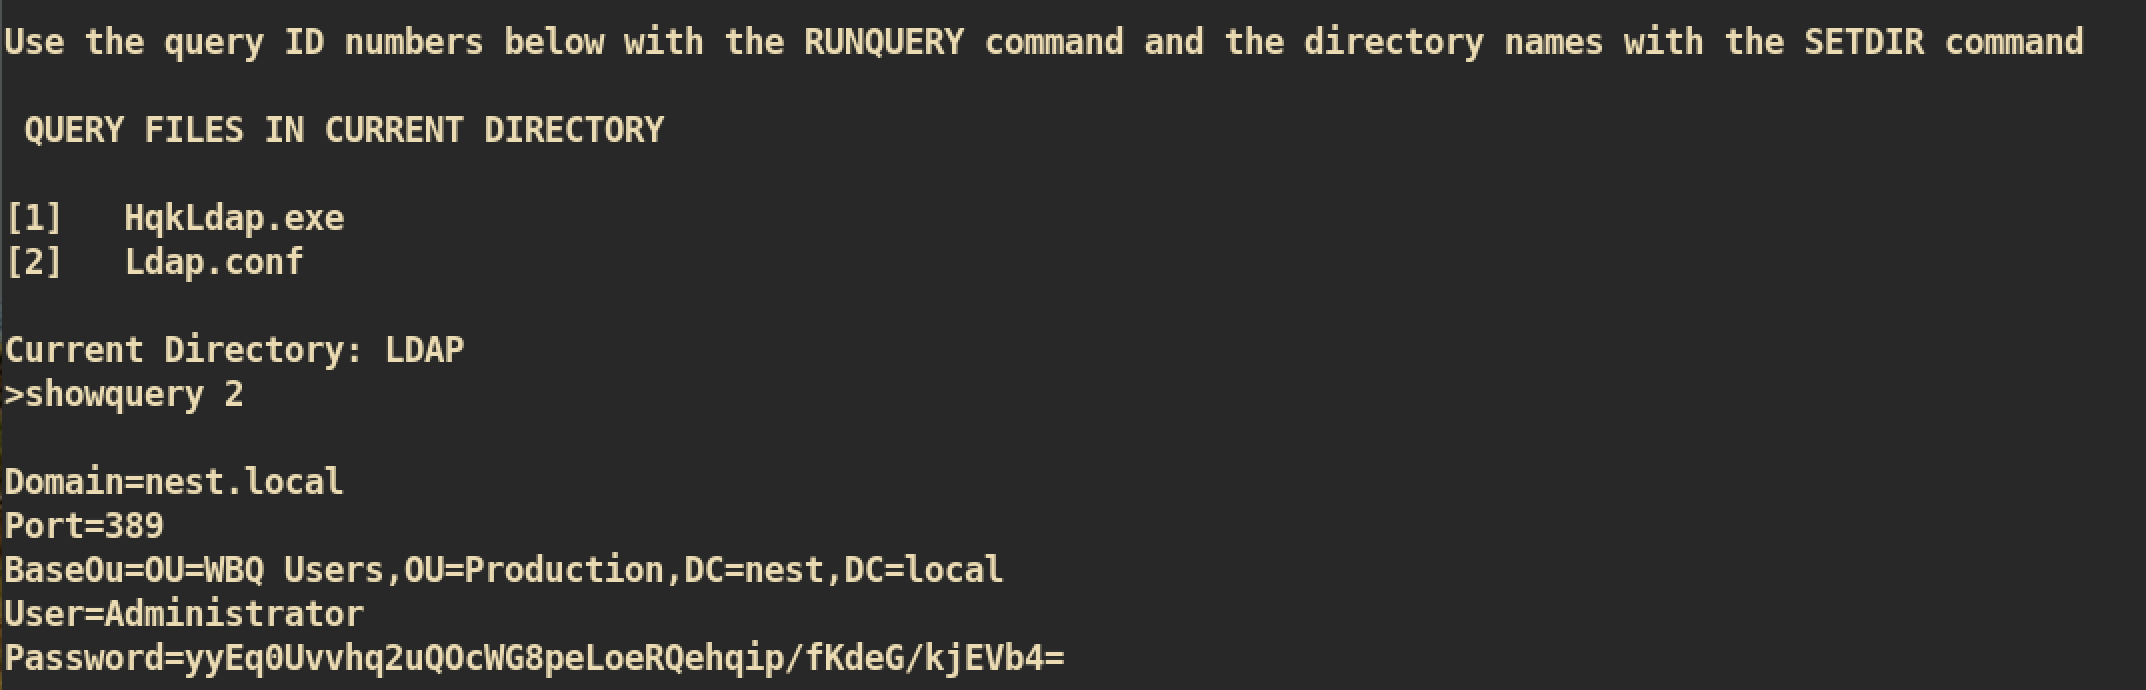 Use the query ID numbers below with the RUNQUERY command and the directory names with the SETDIR command
QUERY FILES IN CURRENT DIRECTORY
[1]   HqkLdap.exe
[2]   Ldap.conf
Current Directory: LDAP
>showquery 2
Domain=nest.local
Port=389
BaseOu=OU=WBQ Users,OU=Production,DC=nest,DC=local
User=Administrator
Password=yyEq0Uvvhq2uQOcWG8peLoeRQehqip/fKdeG/kjEVb4=